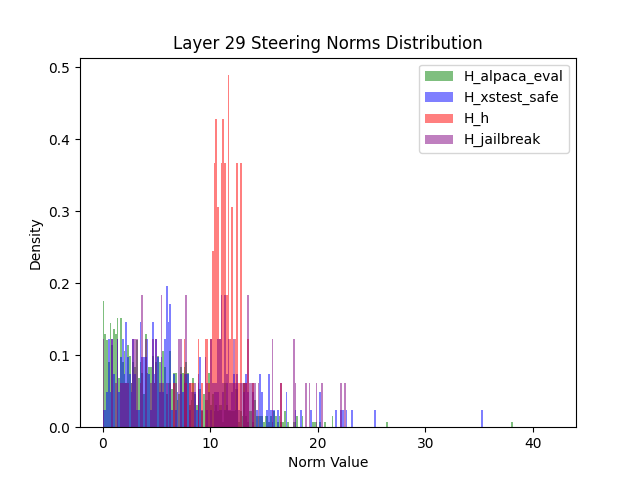 Layer 29 Steering Norms Distribution
H_alpaca_eval
H_xstest_safe
H_h
H_jailbreak
0.5
0.4
0.3
0.2
0.1
0.0
Density
0 10 20 30 40
Norm Value